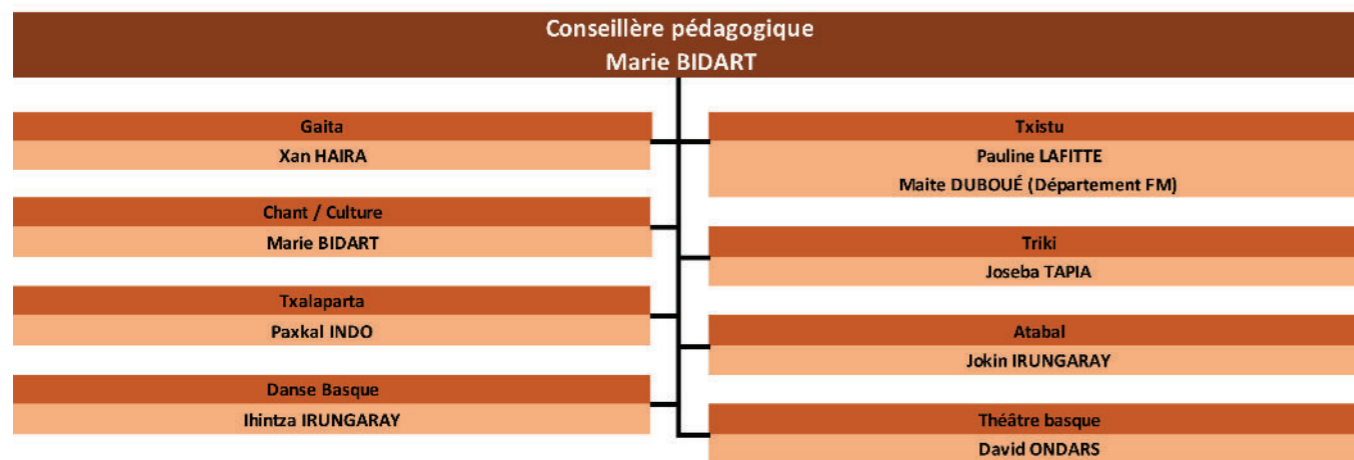 Conseillère pédagogique
Marie BIDART
Gaita
Xan HAIRA
Chant / Culture
Marie BIDART
Txalaparta
Paxkal INDO
Danse Basque
Ihintza IRUNGARAY
Txistu
Pauline LAFITTE
Maite DUBOUÉ (Département FM)
Triki
Joseba TAPIA
Atabal
Jokin IRUNGARAY
Théâtre basque
David ONDARS